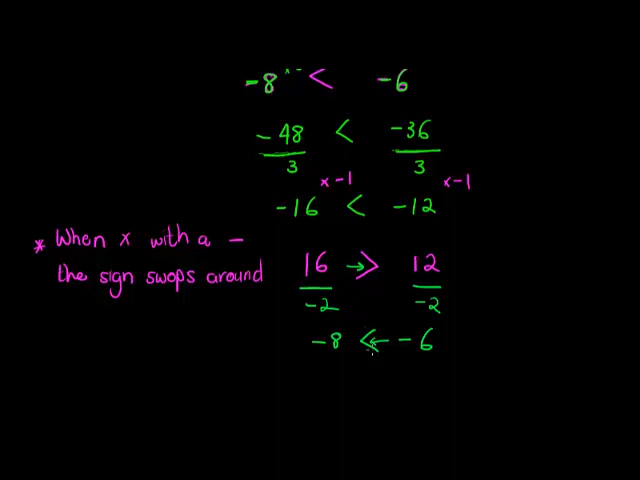 -8 x - < -6
-48/3 < -36/3
x -1 x -1
-16 < -12
* When x with a -
the sign swops around
16/-2 → > 12/-2
-8 < ← -6